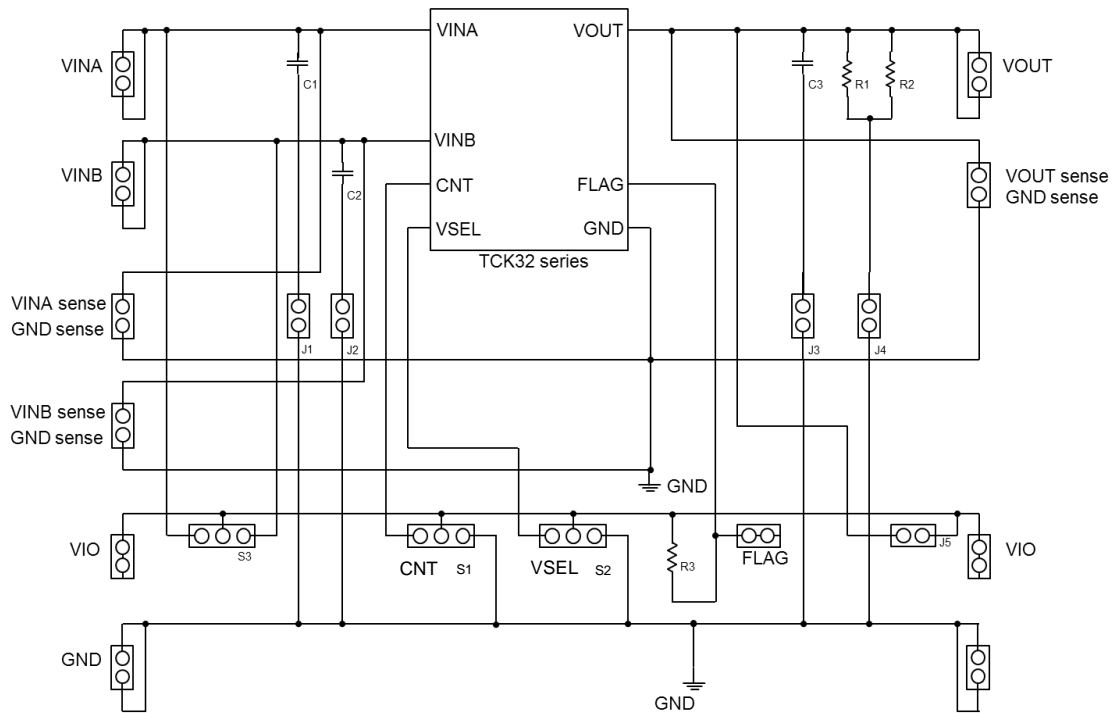 VINA
VOUT
VINA
C1
C3
R1
R2
VOUT
VINB
VINB
C2
CNT
FLAG
VOUT sense
GND sense
VSEL
GND
TCK32 series
VINA sense
GND sense
J1
J2
J3
J4
VINB sense
GND sense
GND
VIO
S3
CNT
S1
VSEL
S2
R3
FLAG
J5
VIO
GND
GND